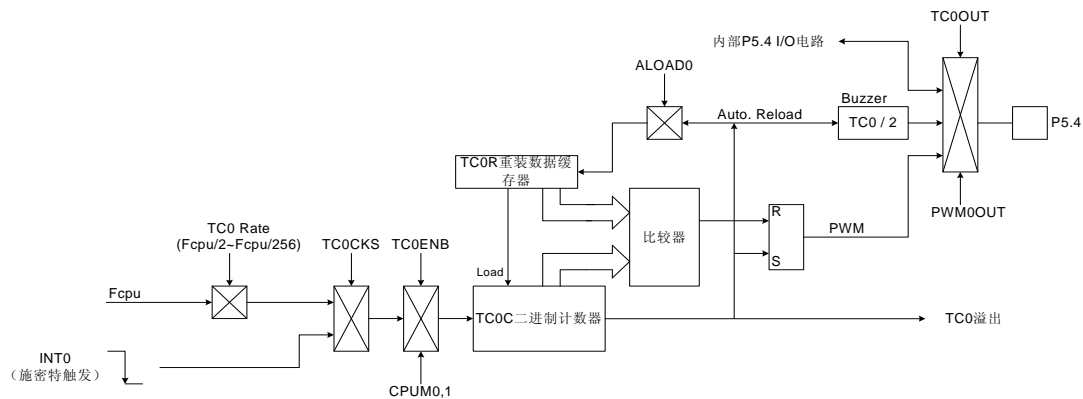 TC0OUT
内部P5.4 I/O电路
ALOAD0
Buzzer
Auto. Reload
TC0 / 2
P5.4
TC0R重装数据缓
存器
PWM0OUT
R
PWM
S
比较器
TC0 Rate
(Fcpu/2~Fcpu/256)
TC0CKS
TC0ENB
Load
Fcpu
TC0C二进制计数器
TC0溢出
INT0
（施密特触发）
CPUM0,1